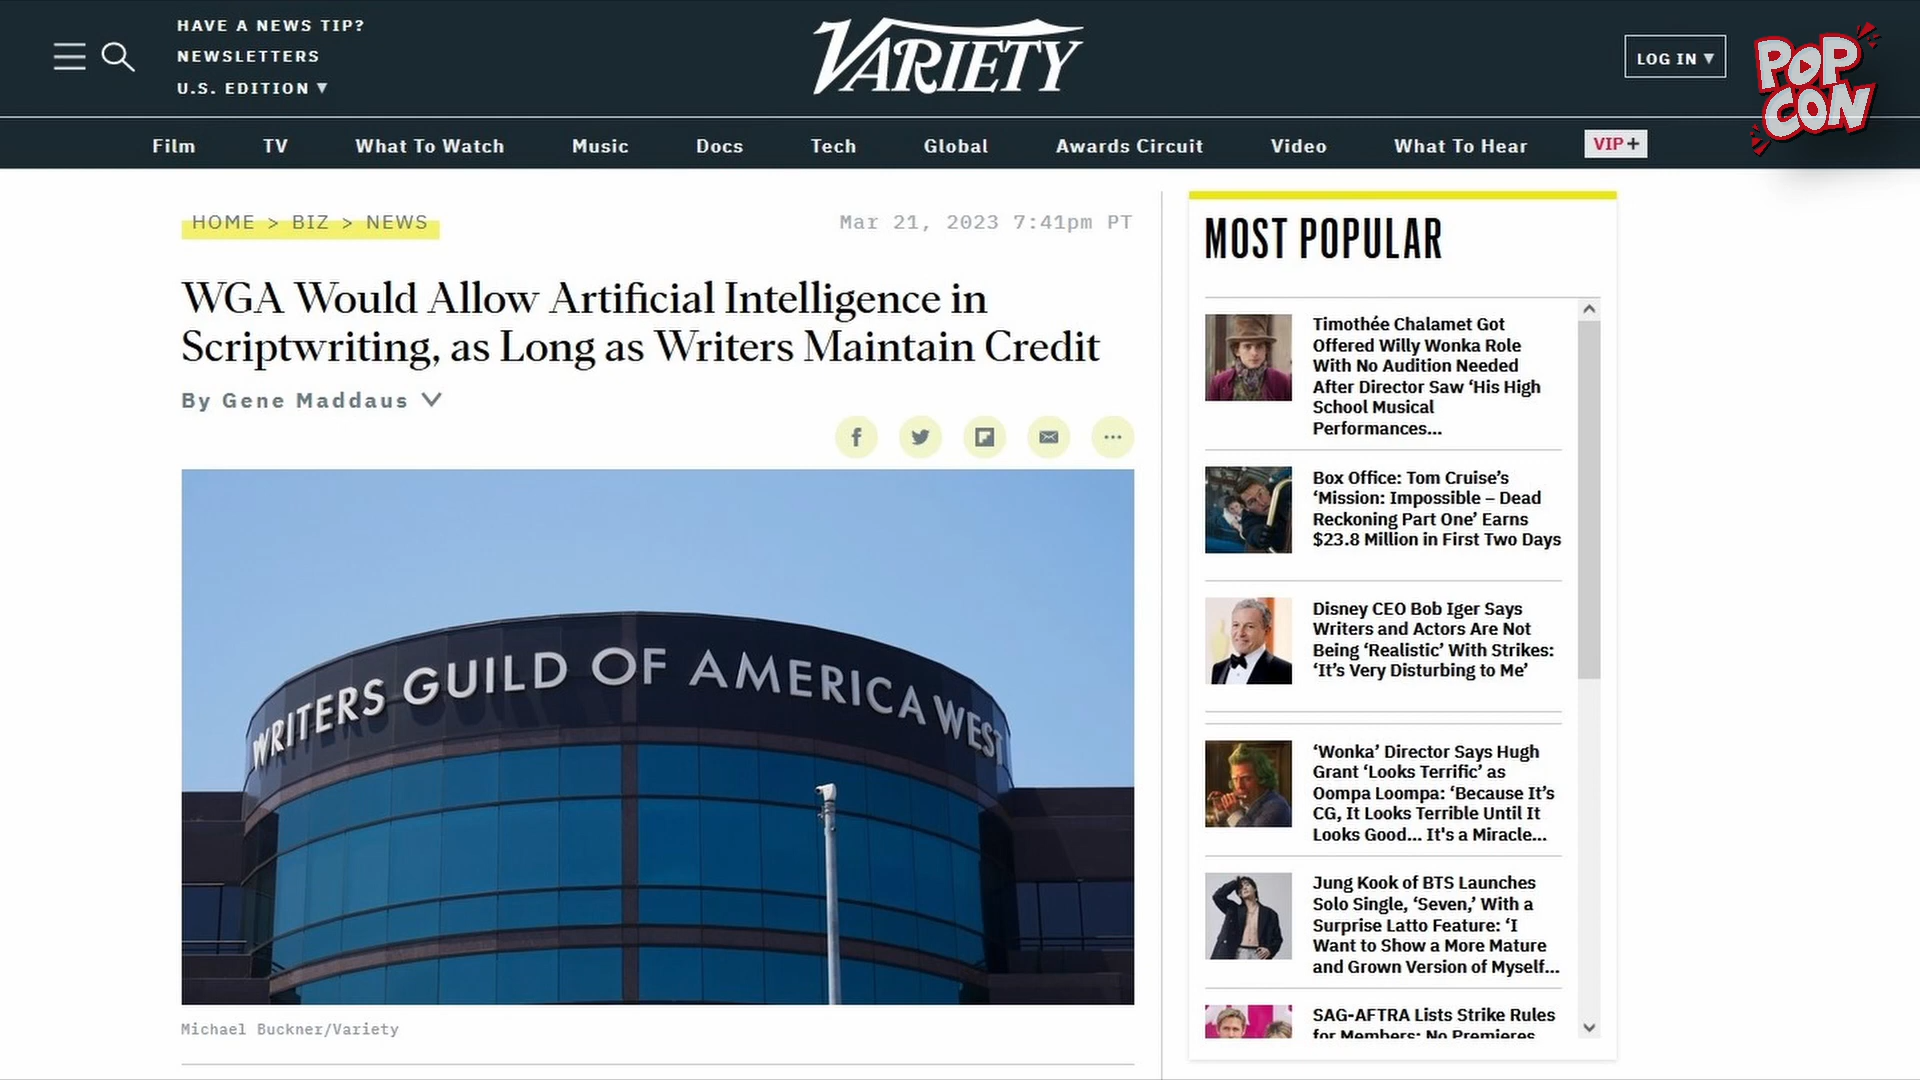 HAVE A NEWS TIP?
NEWSLETTERS
U.S. EDITION ▼
VARIETY
LOG IN ▼
POP
CON
Film TV What To Watch Music Docs Tech Global Awards Circuit Video What To Hear VIP+
HOME > BIZ > NEWS
Mar 21, 2023 7:41pm PT
WGA Would Allow Artificial Intelligence in
Scriptwriting, as Long as Writers Maintain Credit
By Gene Maddaus
WRITERS GUILD OF AMERICA WEST
Michael Buckner/Variety
MOST POPULAR
Timothée Chalamet Got
Offered Willy Wonka Role
With No Audition Needed
After Director Saw ‘His High
School Musical
Performances...
Box Office: Tom Cruise’s
‘Mission: Impossible – Dead
Reckoning Part One’ Earns
$23.8 Million in First Two Days
Disney CEO Bob Iger Says
Writers and Actors Are Not
Being ‘Realistic’ With Strikes:
‘It’s Very Disturbing to Me’
‘Wonka’ Director Says Hugh
Grant ‘Looks Terrific’ as
Oompa Loompa: ‘Because It’s
CG, It Looks Terrible Until It
Looks Good... It's a Miracle...
Jung Kook of BTS Launches
Solo Single, ‘Seven,’ With a
Surprise Latto Feature: ‘I
Want to Show a More Mature
and Grown Version of Myself...
SAG-AFTRA Lists Strike Rules
for Members: No Premieres